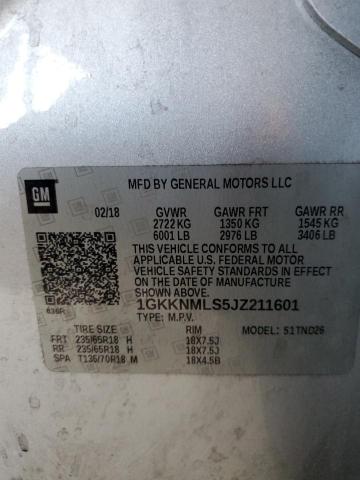 GM
MFD BY GENERAL MOTORS LLC
02/18 GVWR GAWR FRT GAWR RR
2722 KG 1350 KG 1545 KG
6001 LB 2976 LB 3406 LB
THIS VEHICLE CONFORMS TO ALL
APPLICABLE U.S. FEDERAL MOTOR
VEHICLE SAFETY STANDARDS IN EFFECT
ON THE DATE OF MANUFACTURE
SHOWN ABOVE.
636R 1GKKNMLS5JZ211601
TYPE: M.P.V.
TIRE SIZE RIM MODEL: 51TND26
FRT 235/65R18 H 18X7.5J
RR 235/65R18 H 18X7.5J
SPA T135/70R18 M 18X4.5B